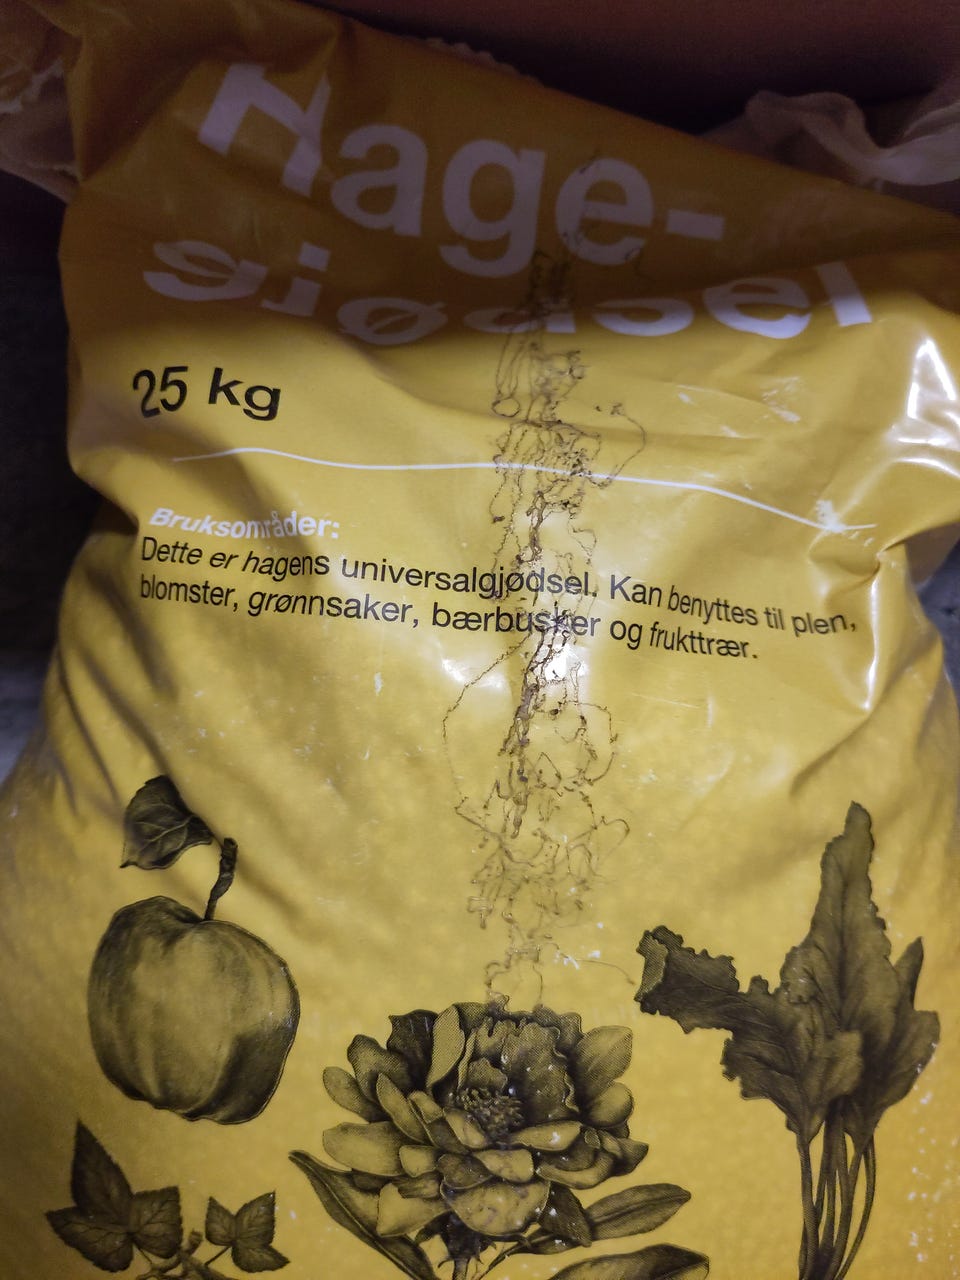 Hage-
gjødsel
25 kg
Bruksområder:
Dette er hagens universalgjødsel. Kan benyttes til plen,
blomster, grønnsaker, bærbusker og frukttrær.